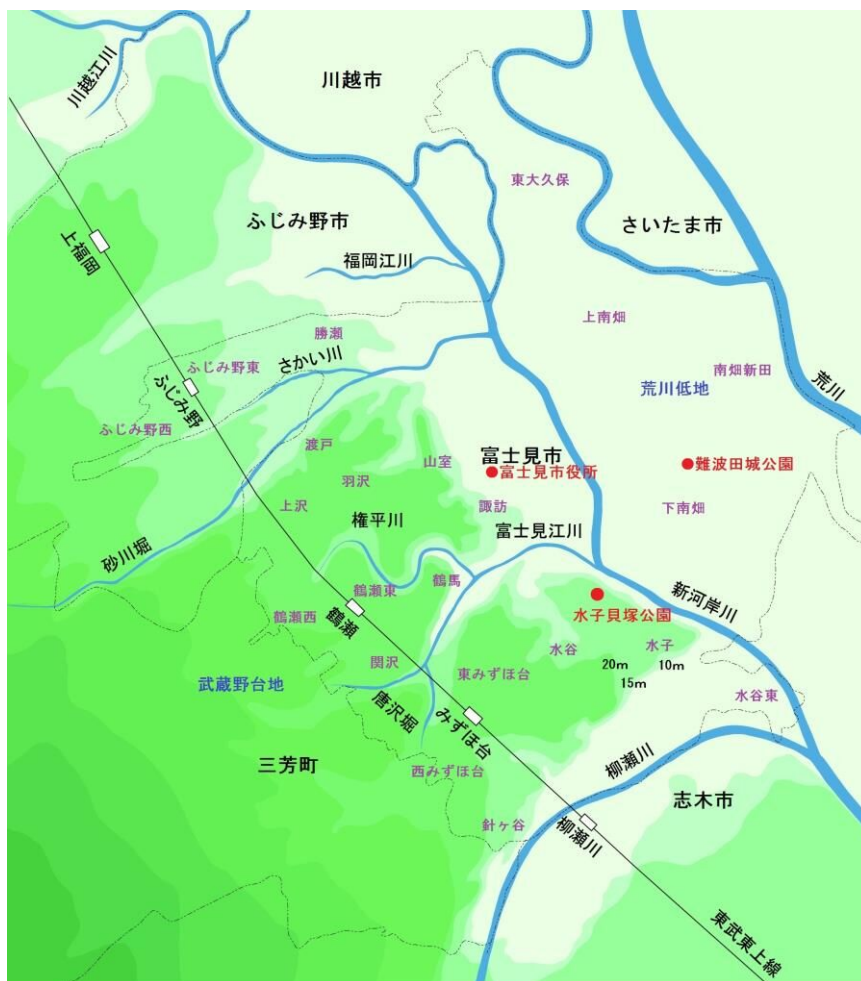 川越江川
川越市
東大久保
さいたま市
ふじみ野市
上福岡
福岡江川
上南畑
勝瀬
さかい川
ふじみ野東
南畑新田
荒川低地
荒川
ふじみ野
ふじみ野西
渡戸
山室
富士見市
富士見市役所
難波田城公園
羽沢
上沢
諏訪
下南畑
権平川
富士見江川
砂川堀
鶴瀬東
鶴馬
新河岸川
水子貝塚公園
鶴瀬西
鶴瀬
水谷
水子
関沢
20m
10m
東みずほ台
15m
武蔵野台地
水谷東
唐沢堀
みずほ台
三芳町
西みずほ台
柳瀬川
志木市
針ヶ谷
柳瀬川
東武東上線